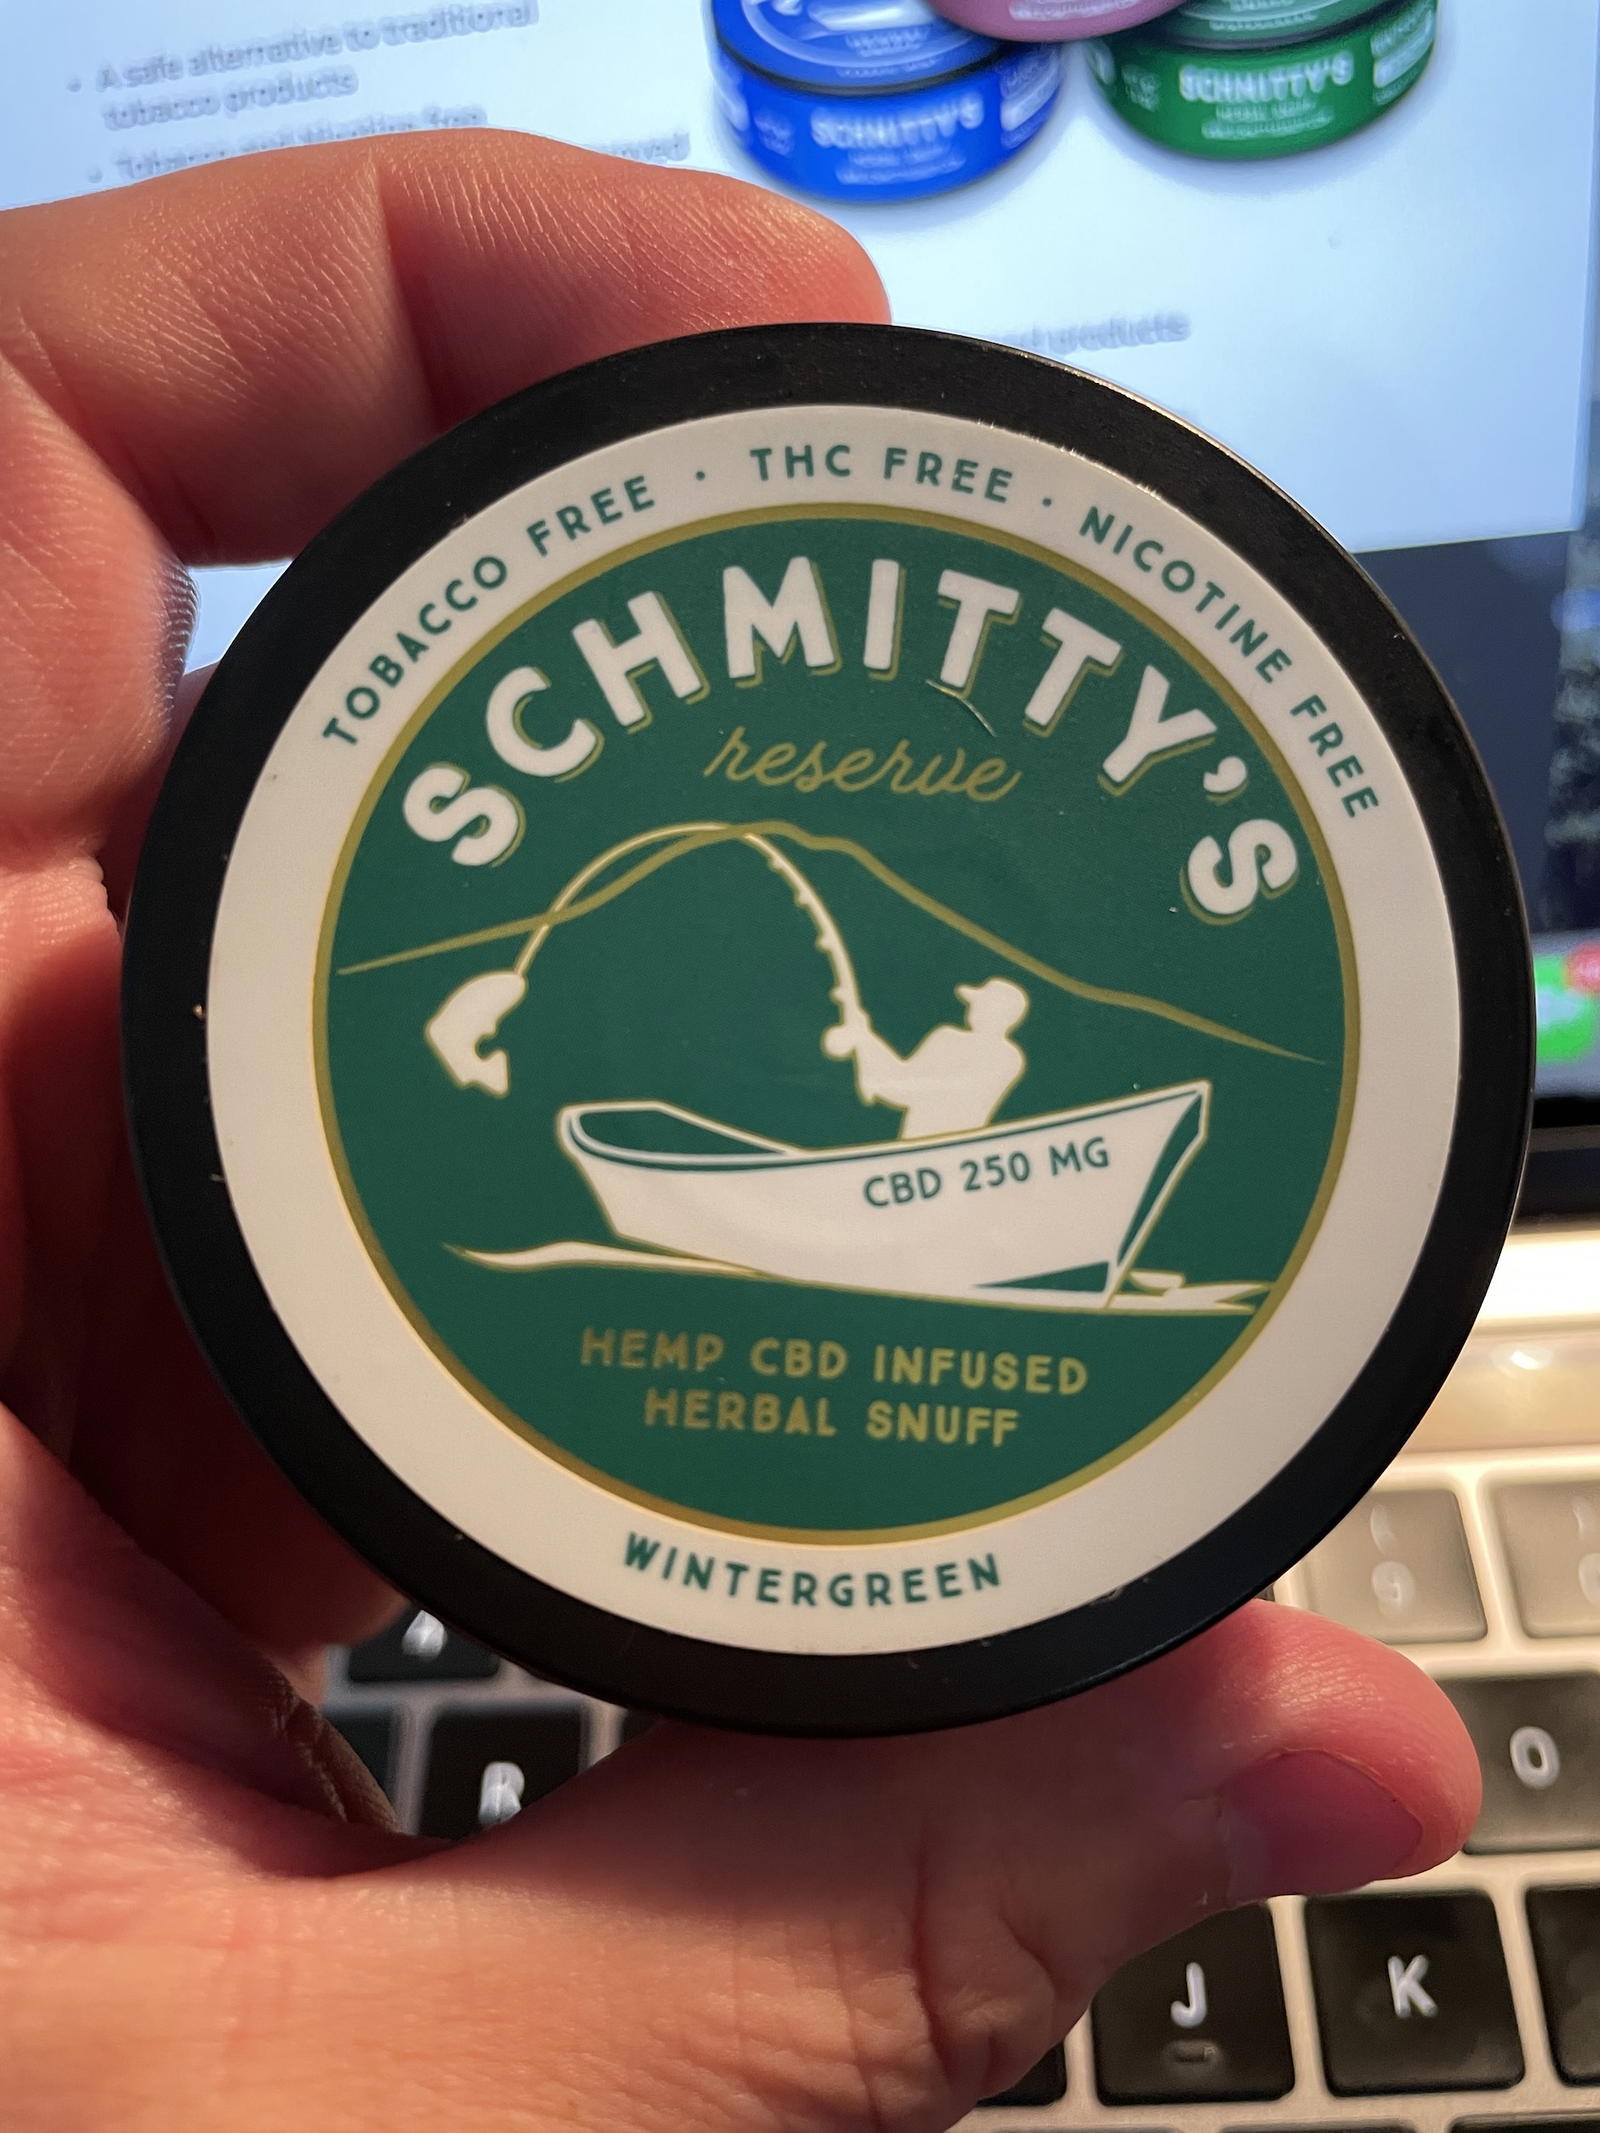 A safe alternative to traditional
tobacco products
SCHMITTY'S
SCHMITTY'S
products
TOBACCO FREE · THC FREE · NICOTINE FREE
SCHMITTY'S
reserve
CBD 250 MG
HEMP CBD INFUSED
HERBAL SNUFF
WINTERGREEN
R
O
J
K